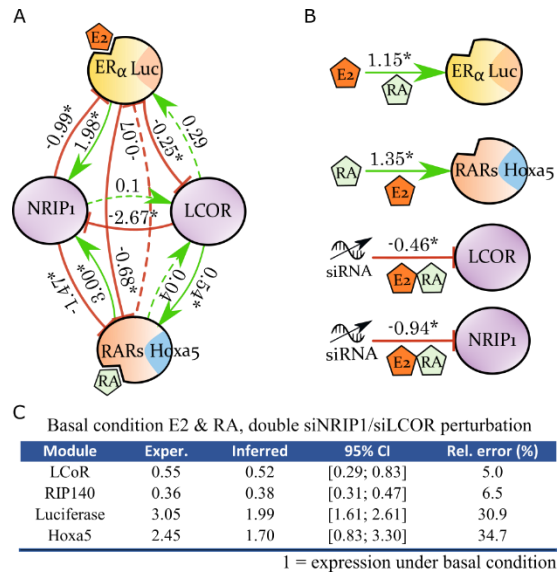 A
E2
ERα Luc
-0.99*
1.98*
-0.07
-0.25*
0.29
NRIP1
0.1
-2.67*
LCOR
-1.47*
3.00*
-0.68*
0.04
0.54*
RARs Hoxa5
RA
B
E2
1.15*
RA
ERα Luc
RA
1.35*
E2
RARs Hoxa5
siRNA
-0.46*
E2 RA
LCOR
siRNA
-0.94*
E2 RA
NRIP1
C
Basal condition E2 & RA, double siNRIP1/siLCOR perturbation
Module Exper. Inferred 95% CI Rel. error (%)
LCoR 0.55 0.52 [0.29; 0.83] 5.0
RIP140 0.36 0.38 [0.31; 0.47] 6.5
Luciferase 3.05 1.99 [1.61; 2.61] 30.9
Hoxa5 2.45 1.70 [0.83; 3.30] 34.7
1 = expression under basal condition